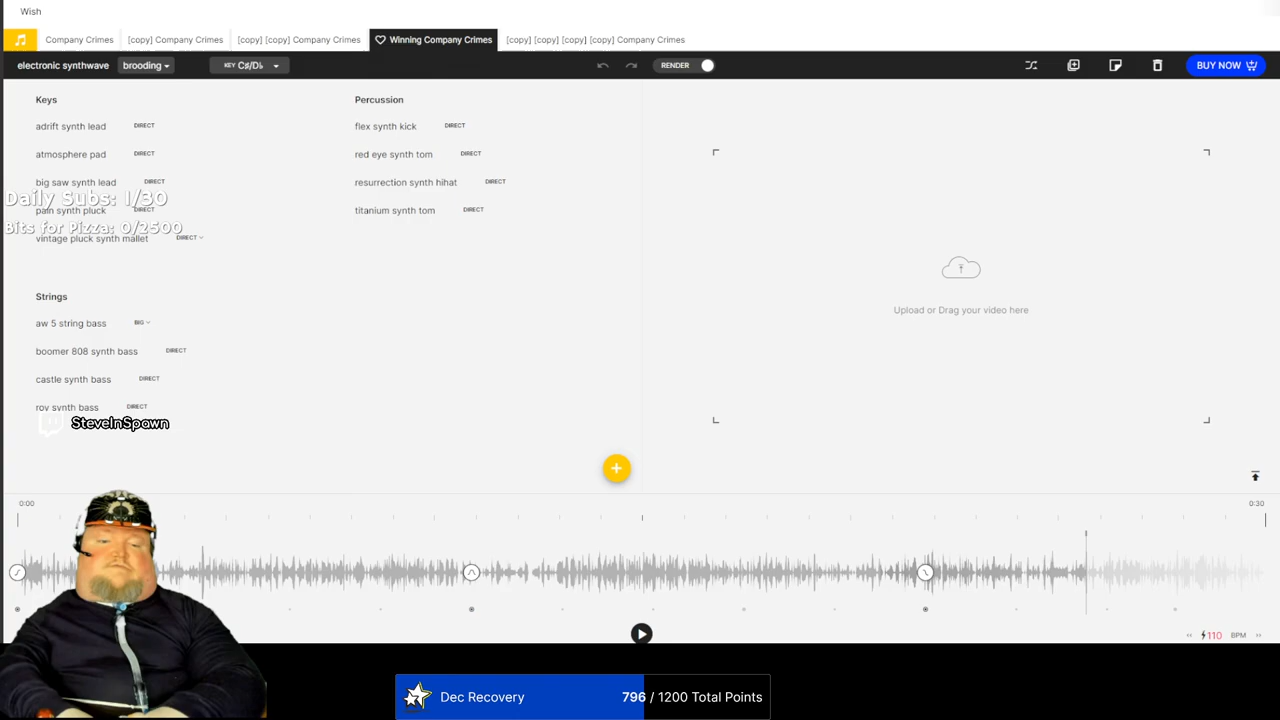 Wish
Company Crimes
[copy] Company Crimes
[copy] [copy] Company Crimes
Winning Company Crimes
[copy] [copy] [copy] [copy] Company Crimes
electronic synthwave
brooding
KEY C♯/D♭
RENDER
BUY NOW
Keys
adrift synth lead DIRECT
atmosphere pad DIRECT
big saw synth lead DIRECT
Daily Subs: 1/30
pain synth pluck DIRECT
Bits for Pizza: 0/2500
vintage pluck synth mallet DIRECT
Strings
aw 5 string bass BIG
boomer 808 synth bass DIRECT
castle synth bass DIRECT
roy synth bass DIRECT
SteveInSpawn
Percussion
flex synth kick DIRECT
red eye synth tom DIRECT
resurrection synth hihat DIRECT
titanium synth tom DIRECT
Upload or Drag your video here
0:00
0:30
110 BPM
Dec Recovery 796 / 1200 Total Points